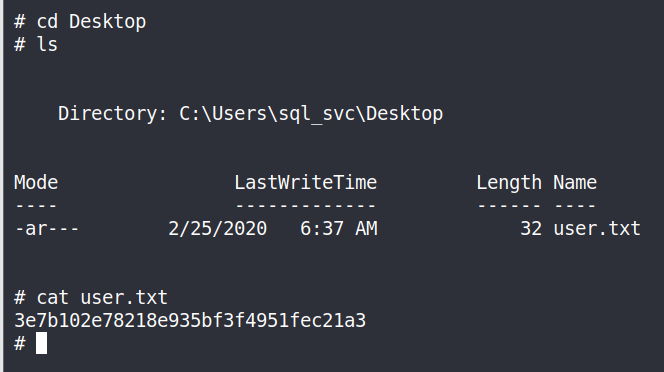 # cd Desktop
# ls
    Directory: C:\Users\sql_svc\Desktop
Mode                LastWriteTime         Length Name
----                -------------         ------ ----
-ar---        2/25/2020   6:37 AM             32 user.txt
# cat user.txt
3e7b102e78218e935bf3f4951fec21a3
#